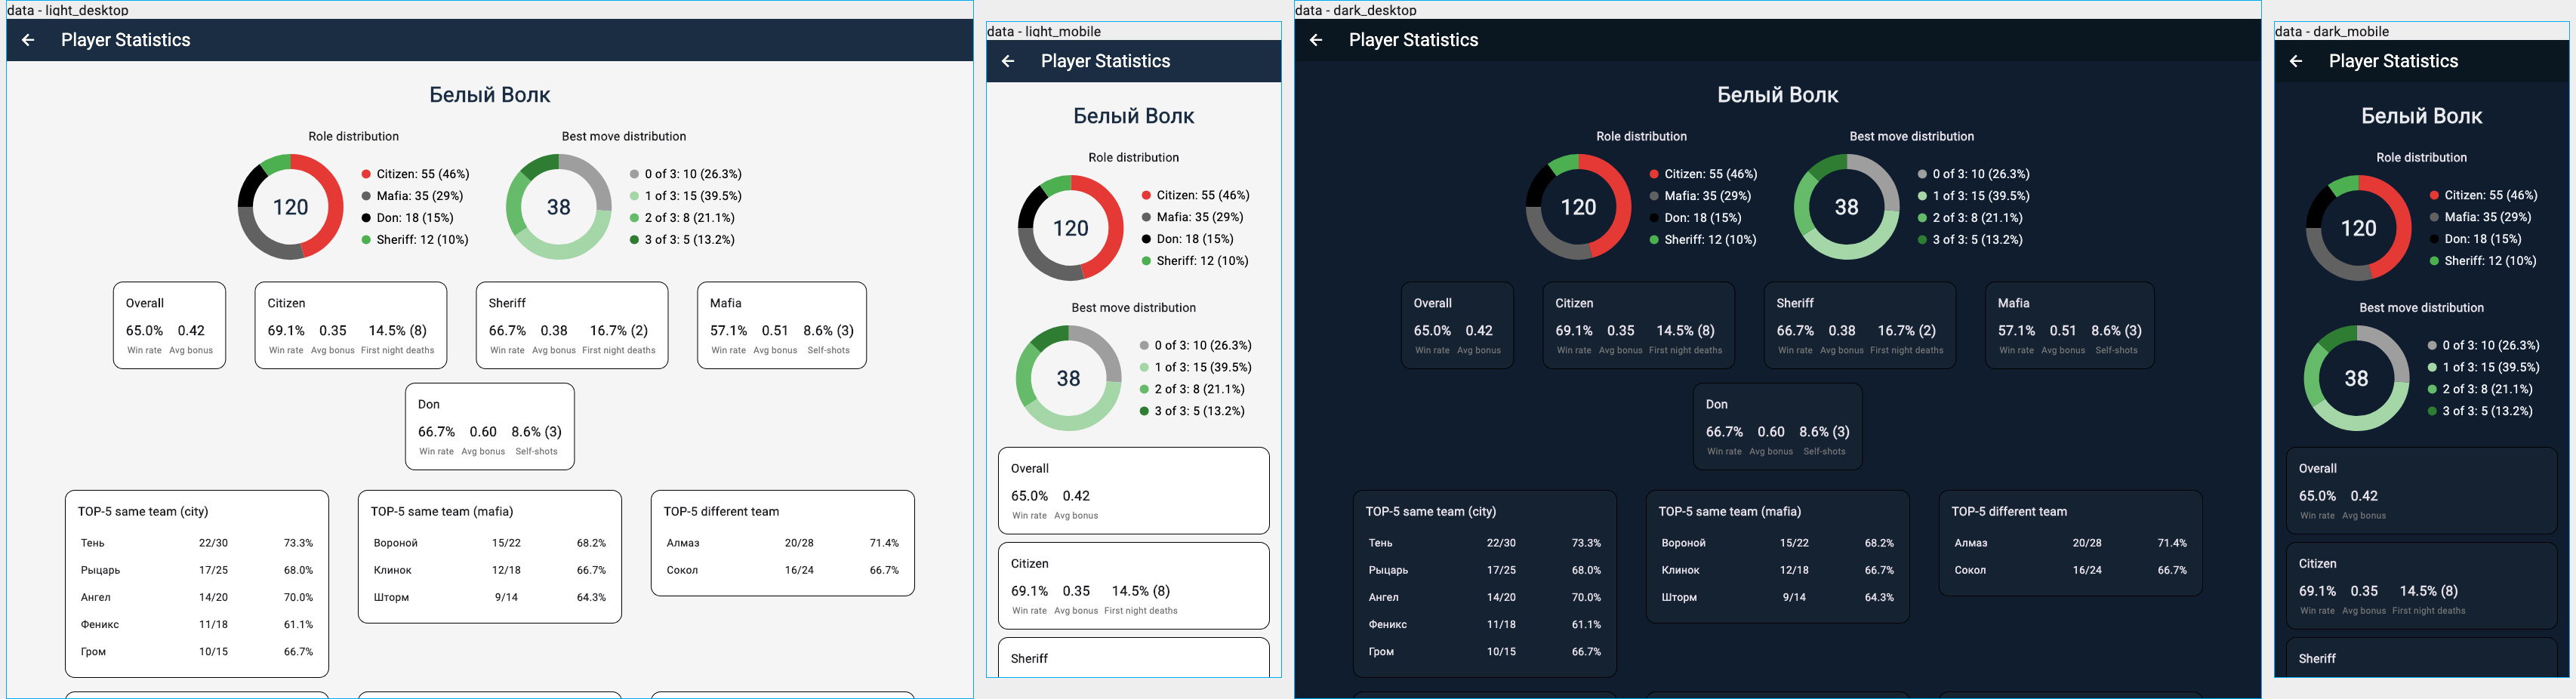 data - light_desktop
Player Statistics
Белый Волк
Role distribution
120
Citizen: 55 (46%)
Mafia: 35 (29%)
Don: 18 (15%)
Sheriff: 12 (10%)
Best move distribution
38
0 of 3: 10 (26.3%)
1 of 3: 15 (39.5%)
2 of 3: 8 (21.1%)
3 of 3: 5 (13.2%)
Overall
65.0% 0.42
Win rate Avg bonus
Citizen
69.1% 0.35 14.5% (8)
Win rate Avg bonus First night deaths
Sheriff
66.7% 0.38 16.7% (2)
Win rate Avg bonus First night deaths
Mafia
57.1% 0.51 8.6% (3)
Win rate Avg bonus Self-shots
Don
66.7% 0.60 8.6% (3)
Win rate Avg bonus Self-shots
TOP-5 same team (city)
Тень 22/30 73.3%
Рыцарь 17/25 68.0%
Ангел 14/20 70.0%
Феникс 11/18 61.1%
Гром 10/15 66.7%
TOP-5 same team (mafia)
Вороной 15/22 68.2%
Клинок 12/18 66.7%
Шторм 9/14 64.3%
TOP-5 different team
Алмаз 20/28 71.4%
Сокол 16/24 66.7%
data - light_mobile
Player Statistics
Белый Волк
Role distribution
120
Citizen: 55 (46%)
Mafia: 35 (29%)
Don: 18 (15%)
Sheriff: 12 (10%)
Best move distribution
38
0 of 3: 10 (26.3%)
1 of 3: 15 (39.5%)
2 of 3: 8 (21.1%)
3 of 3: 5 (13.2%)
Overall
65.0% 0.42
Win rate Avg bonus
Citizen
69.1% 0.35 14.5% (8)
Win rate Avg bonus First night deaths
Sheriff
data - dark_desktop
Player Statistics
Белый Волк
Role distribution
120
Citizen: 55 (46%)
Mafia: 35 (29%)
Don: 18 (15%)
Sheriff: 12 (10%)
Best move distribution
38
0 of 3: 10 (26.3%)
1 of 3: 15 (39.5%)
2 of 3: 8 (21.1%)
3 of 3: 5 (13.2%)
Overall
65.0% 0.42
Win rate Avg bonus
Citizen
69.1% 0.35 14.5% (8)
Win rate Avg bonus First night deaths
Sheriff
66.7% 0.38 16.7% (2)
Win rate Avg bonus First night deaths
Mafia
57.1% 0.51 8.6% (3)
Win rate Avg bonus Self-shots
Don
66.7% 0.60 8.6% (3)
Win rate Avg bonus Self-shots
TOP-5 same team (city)
Тень 22/30 73.3%
Рыцарь 17/25 68.0%
Ангел 14/20 70.0%
Феникс 11/18 61.1%
Гром 10/15 66.7%
TOP-5 same team (mafia)
Вороной 15/22 68.2%
Клинок 12/18 66.7%
Шторм 9/14 64.3%
TOP-5 different team
Алмаз 20/28 71.4%
Сокол 16/24 66.7%
data - dark_mobile
Player Statistics
Белый Волк
Role distribution
120
Citizen: 55 (46%)
Mafia: 35 (29%)
Don: 18 (15%)
Sheriff: 12 (10%)
Best move distribution
38
0 of 3: 10 (26.3%)
1 of 3: 15 (39.5%)
2 of 3: 8 (21.1%)
3 of 3: 5 (13.2%)
Overall
65.0% 0.42
Win rate Avg bonus
Citizen
69.1% 0.35 14.5% (8)
Win rate Avg bonus First night deaths
Sheriff